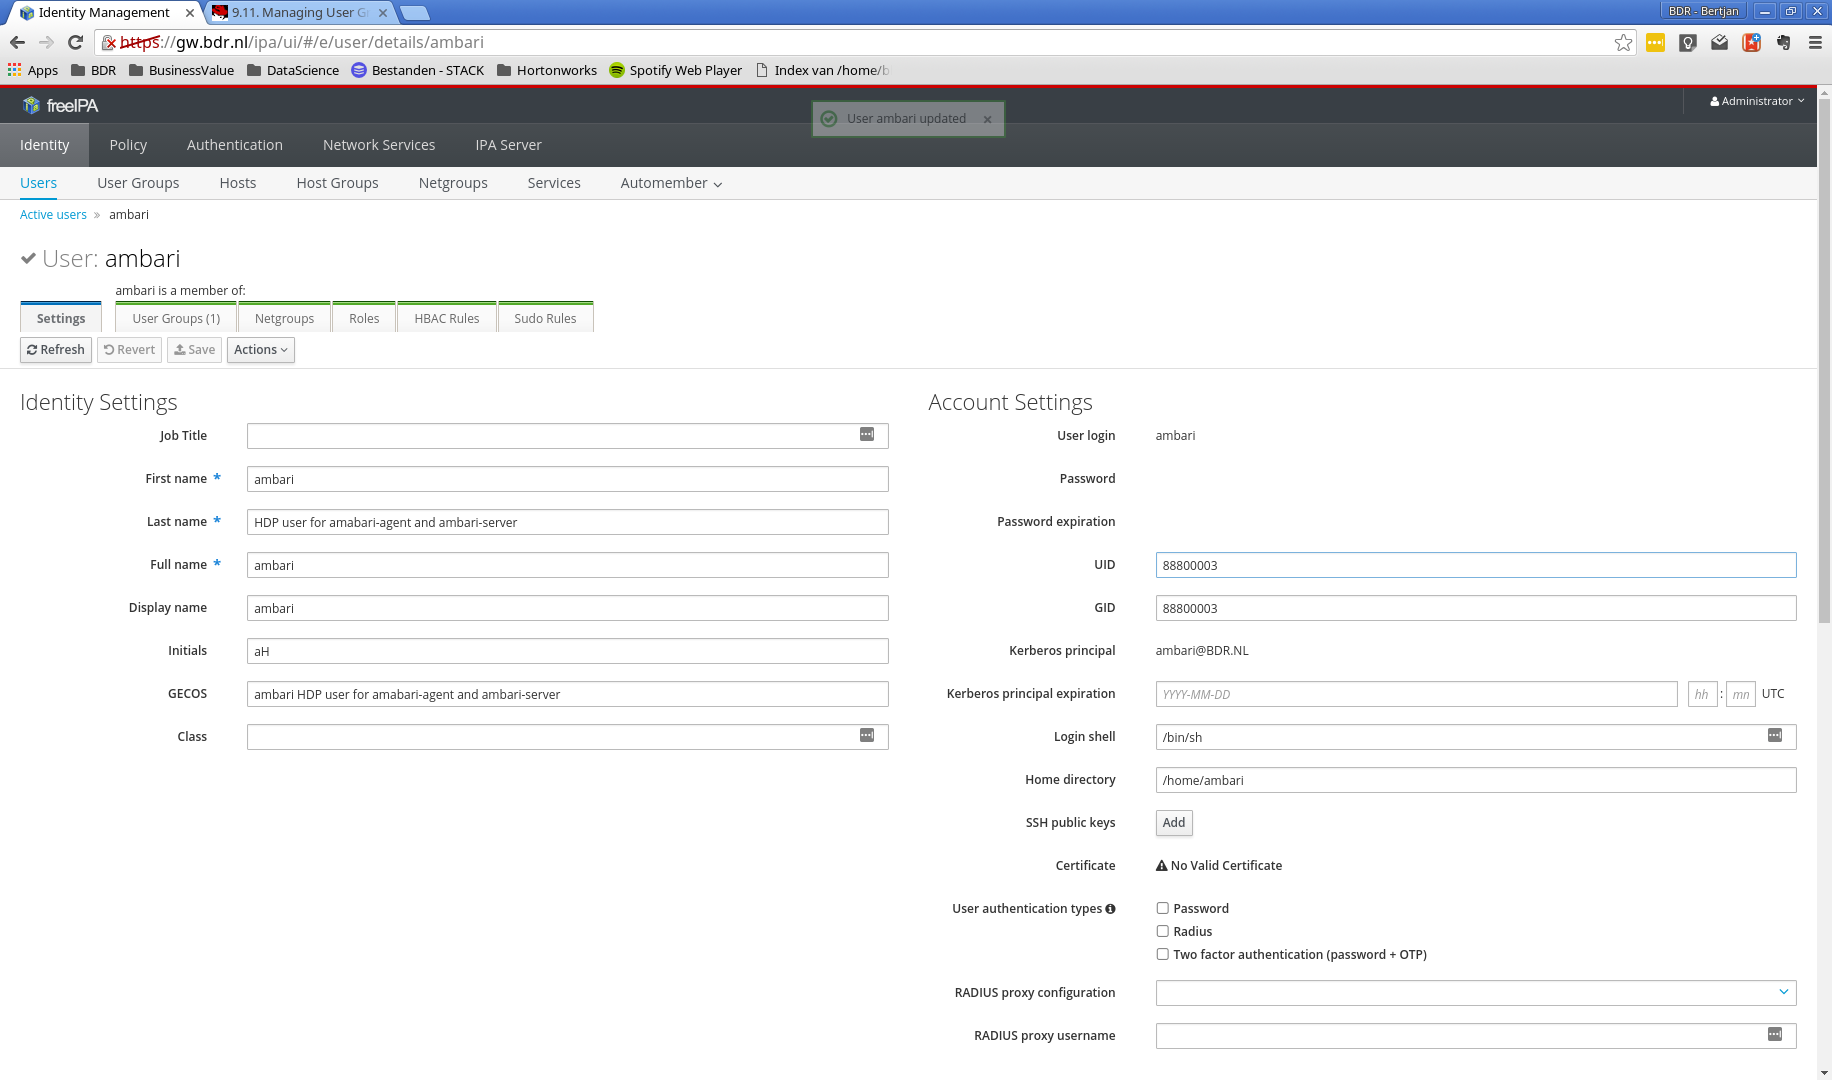 Identity Management
9.11. Managing User G
BDR - Bertjan
https://gw.bdr.nl/ipa/ui/#/e/user/details/ambari
Apps BDR BusinessValue DataScience Bestanden - STACK Hortonworks Spotify Web Player Index van /home/b
freeIPA
User ambari updated
Administrator
Identity Policy Authentication Network Services IPA Server
Users User Groups Hosts Host Groups Netgroups Services Automember
Active users » ambari
User: ambari
ambari is a member of:
Settings User Groups (1) Netgroups Roles HBAC Rules Sudo Rules
Refresh Revert Save Actions
Identity Settings
Job Title
First name * ambari
Last name * HDP user for amabari-agent and ambari-server
Full name * ambari
Display name ambari
Initials aH
GECOS ambari HDP user for amabari-agent and ambari-server
Class
Account Settings
User login ambari
Password
Password expiration
UID 88800003
GID 88800003
Kerberos principal ambari@BDR.NL
Kerberos principal expiration YYYY-MM-DD hh : mn UTC
Login shell /bin/sh
Home directory /home/ambari
SSH public keys Add
Certificate No Valid Certificate
User authentication types Password
Radius
Two factor authentication (password + OTP)
RADIUS proxy configuration
RADIUS proxy username